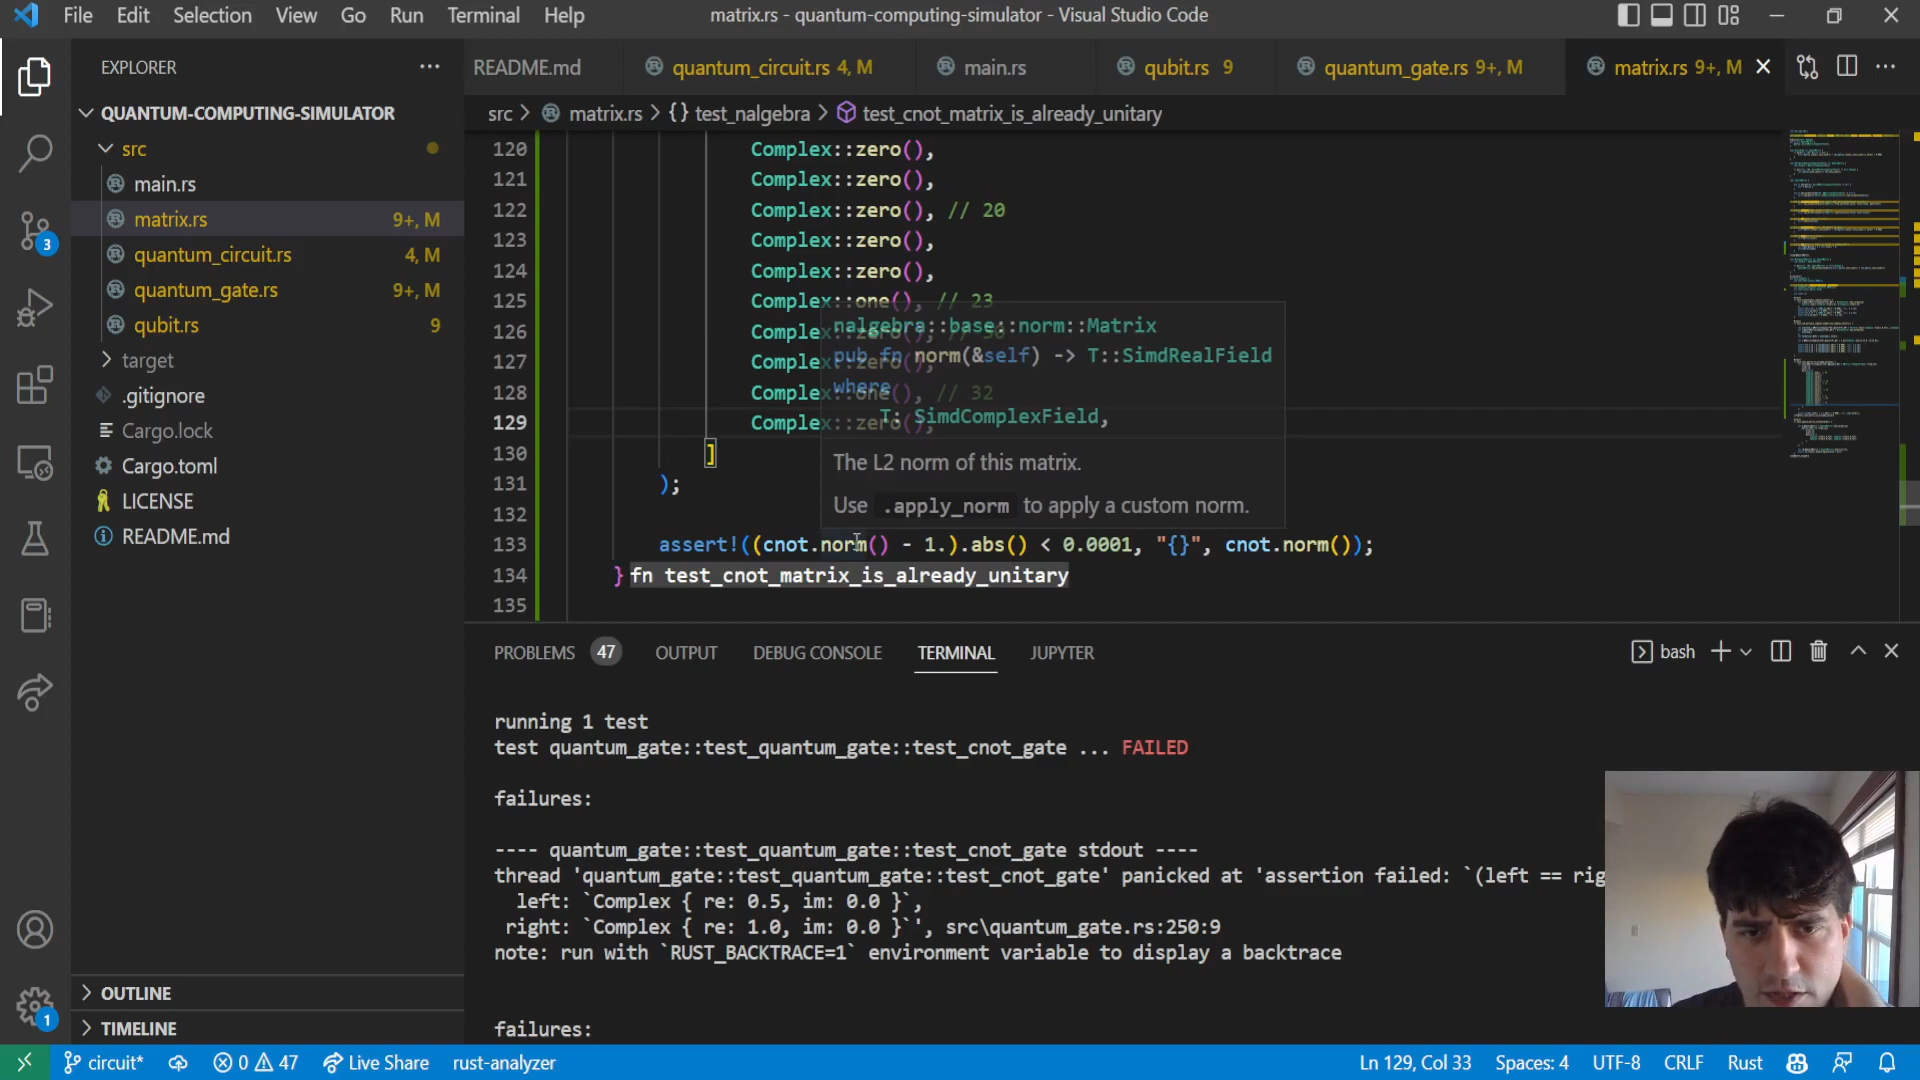 File Edit Selection View Go Run Terminal Help
matrix.rs - quantum-computing-simulator - Visual Studio Code
EXPLORER
README.md
quantum_circuit.rs 4, M
main.rs
qubit.rs 9
quantum_gate.rs 9+, M
matrix.rs 9+, M
QUANTUM-COMPUTING-SIMULATOR
src
main.rs
matrix.rs 9+, M
quantum_circuit.rs 4, M
quantum_gate.rs 9+, M
qubit.rs 9
target
.gitignore
Cargo.lock
Cargo.toml
LICENSE
README.md
OUTLINE
TIMELINE
3
1
src > matrix.rs > {} test_nalgebra > test_cnot_matrix_is_already_unitary
120 Complex::zero(),
121 Complex::zero(),
122 Complex::zero(), // 20
123 Complex::zero(),
124 Complex::zero(),
125 Complex::one(), // 23
126 Complex::zero(),
127 Complex::zero(),
128 Complex::one(), // 32
129 Complex::zero(),
130 ]
131 );
132
133 assert!((cnot.norm() - 1.).abs() < 0.0001, "{}", cnot.norm());
134 } fn test_cnot_matrix_is_already_unitary
135
nalgebra::base::norm::Matrix
pub fn norm(&self) -> T::SimdRealField
where
T: SimdComplexField,
The L2 norm of this matrix.
Use .apply_norm to apply a custom norm.
PROBLEMS 47 OUTPUT DEBUG CONSOLE TERMINAL JUPYTER
bash
running 1 test
test quantum_gate::test_quantum_gate::test_cnot_gate ... FAILED
failures:
---- quantum_gate::test_quantum_gate::test_cnot_gate stdout ----
thread 'quantum_gate::test_quantum_gate::test_cnot_gate' panicked at 'assertion failed: `(left == rig
left: `Complex { re: 0.5, im: 0.0 }`,
right: `Complex { re: 1.0, im: 0.0 }`', src\quantum_gate.rs:250:9
note: run with `RUST_BACKTRACE=1` environment variable to display a backtrace
failures:
circuit* 0 47 Live Share rust-analyzer
Ln 129, Col 33 Spaces: 4 UTF-8 CRLF Rust